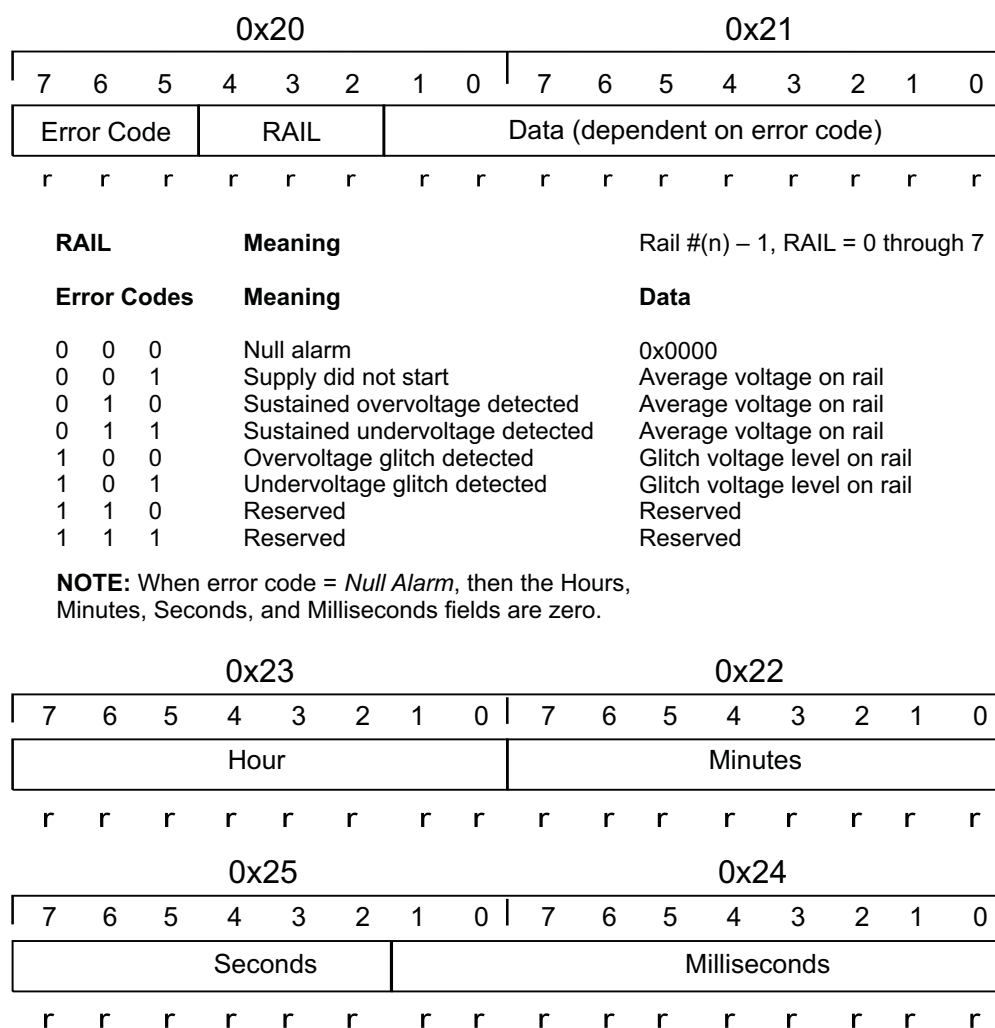 0x20 0x21
7 6 5 4 3 2 1 0 7 6 5 4 3 2 1 0
Error Code RAIL Data (dependent on error code)
r r r r r r r r r r r r r r r r
RAIL Meaning Rail #(n) – 1, RAIL = 0 through 7
Error Codes Meaning Data
0 0 0 Null alarm 0x0000
0 0 1 Supply did not start Average voltage on rail
0 1 0 Sustained overvoltage detected Average voltage on rail
0 1 1 Sustained undervoltage detected Average voltage on rail
1 0 0 Overvoltage glitch detected Glitch voltage level on rail
1 0 1 Undervoltage glitch detected Glitch voltage level on rail
1 1 0 Reserved Reserved
1 1 1 Reserved Reserved
NOTE: When error code = Null Alarm, then the Hours,
Minutes, Seconds, and Milliseconds fields are zero.
0x23 0x22
7 6 5 4 3 2 1 0 7 6 5 4 3 2 1 0
Hour Minutes
r r r r r r r r r r r r r r r r
0x25 0x24
7 6 5 4 3 2 1 0 7 6 5 4 3 2 1 0
Seconds Milliseconds
r r r r r r r r r r r r r r r r